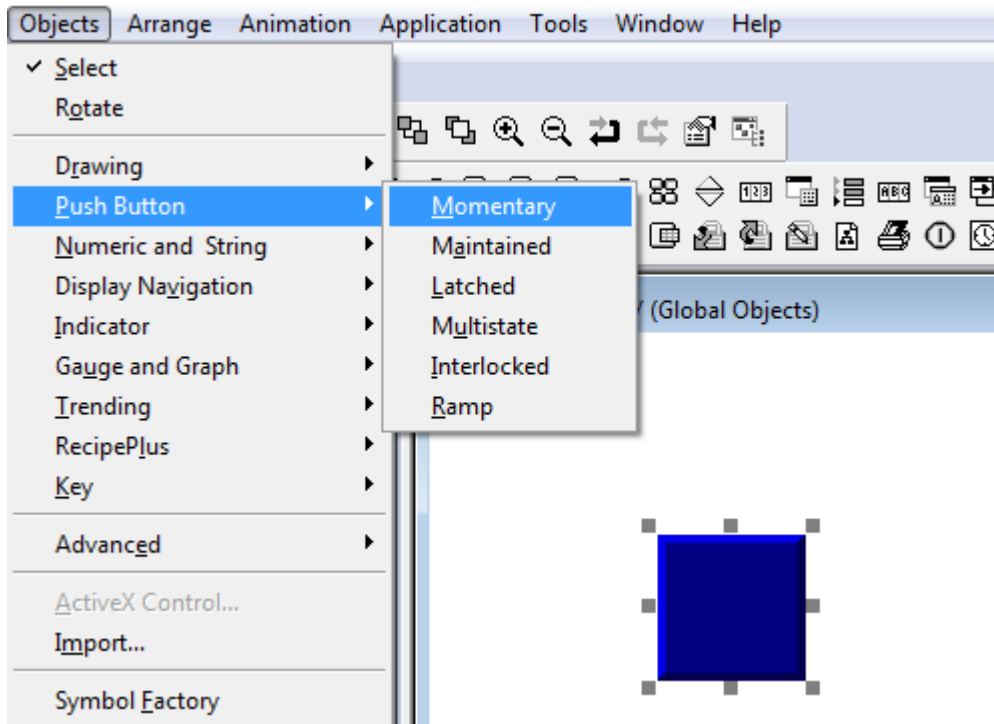 Objects Arrange Animation Application Tools Window Help
Select
Rotate
Drawing
Push Button
Numeric and String
Display Navigation
Indicator
Gauge and Graph
Trending
RecipePlus
Key
Advanced
ActiveX Control...
Import...
Symbol Factory
Momentary
Maintained
Latched
Multistate
Interlocked
Ramp
123
ABC
(Global Objects)